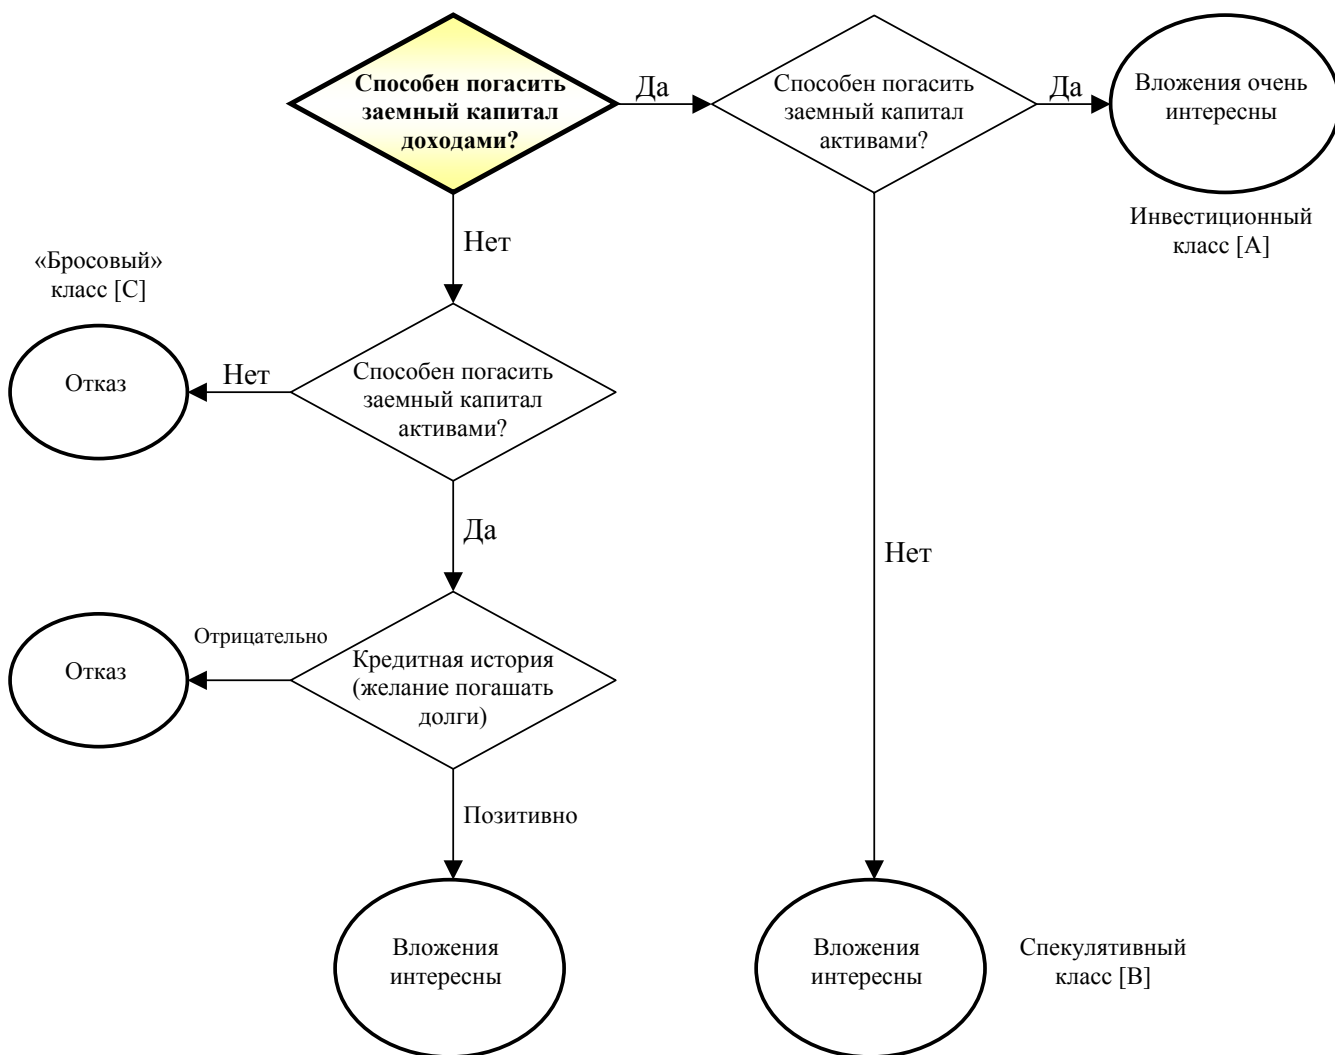 Способен погасить
заемный капитал
доходами?
Да
Способен погасить
заемный капитал
активами?
Да
Вложения очень
интересны
Инвестиционный
класс [A]
Нет
«Бросовый»
класс [C]
Отказ
Нет
Способен погасить
заемный капитал
активами?
Да
Нет
Отказ
Отрицательно
Кредитная история
(желание погашать
долги)
Позитивно
Вложения
интересны
Вложения
интересны
Спекулятивный
класс [B]